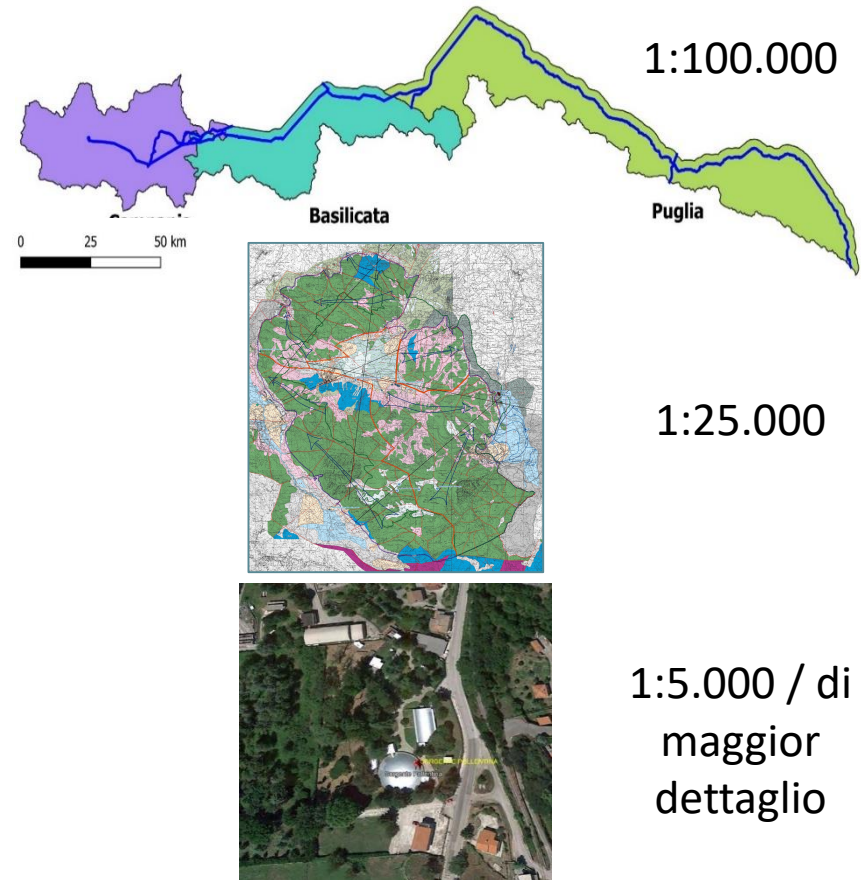 1:100.000
Basilicata
Puglia
0 25 50 km
1:25.000
1:5.000 / di
maggior
dettaglio